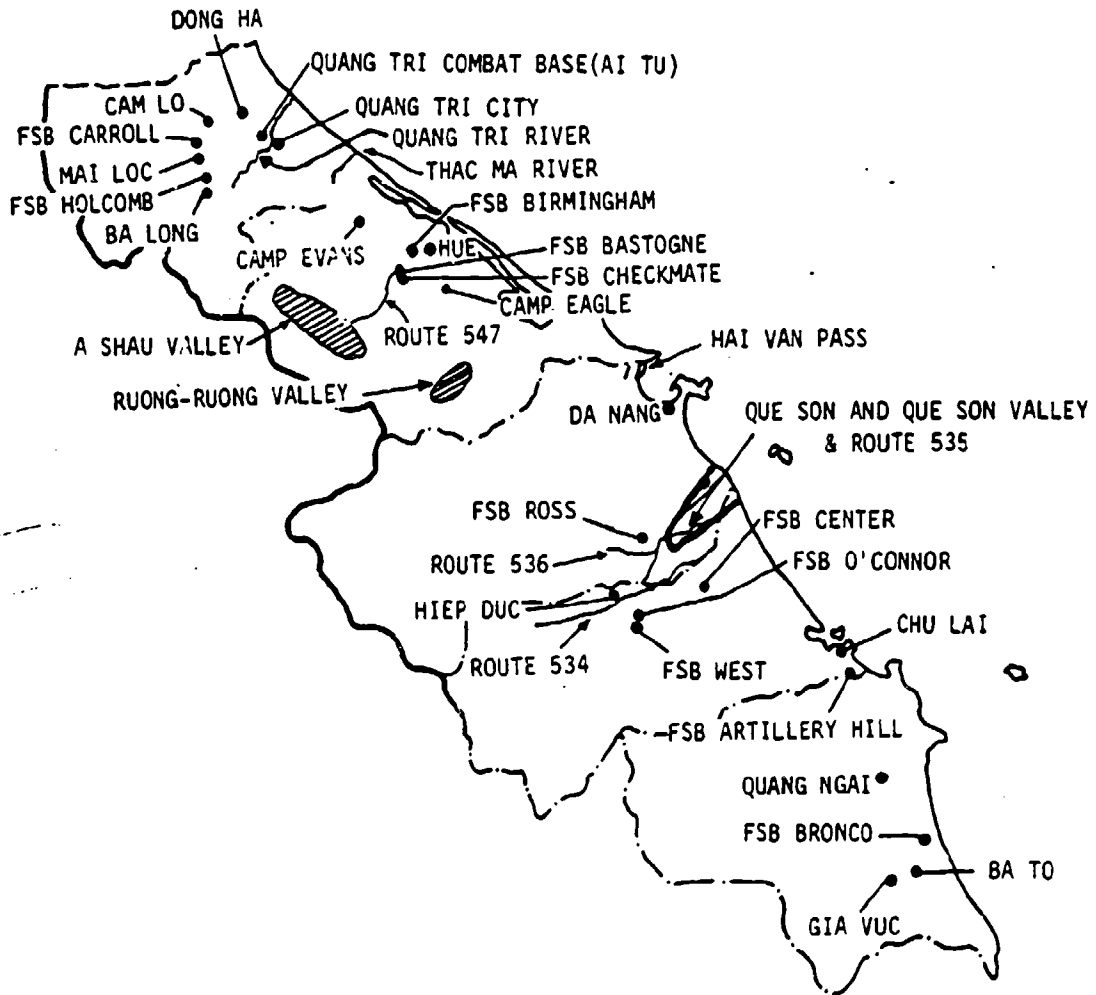 DONG HA
QUANG TRI COMBAT BASE(AI TU)
CAM LO
QUANG TRI CITY
FSB CARROLL
QUANG TRI RIVER
MAI LOC
THAC MA RIVER
FSB HOLCOMB
FSB BIRMINGHAM
BA LONG
CAMP EVANS
HUE
FSB BASTOGNE
FSB CHECKMATE
CAMP EAGLE
A SHAU VALLEY
ROUTE 547
HAI VAN PASS
RUONG-RUONG VALLEY
DA NANG
QUE SON AND QUE SON VALLEY
& ROUTE 535
FSB ROSS
FSB CENTER
ROUTE 536
FSB O'CONNOR
HIEP DUC
CHU LAI
ROUTE 534
FSB WEST
FSB ARTILLERY HILL
QUANG NGAI
FSB BRONCO
BA TO
GIA VUC